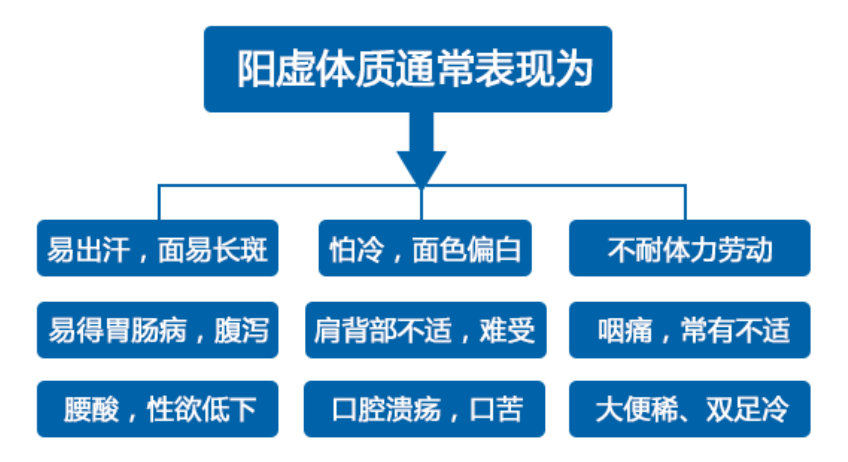 阳虚体质通常表现为
易出汗，面易长斑
怕冷，面色偏白
不耐体力劳动
易得胃肠病，腹泻
肩背部不适，难受
咽痛，常有不适
腰酸，性欲低下
口腔溃疡，口苦
大便稀、双足冷